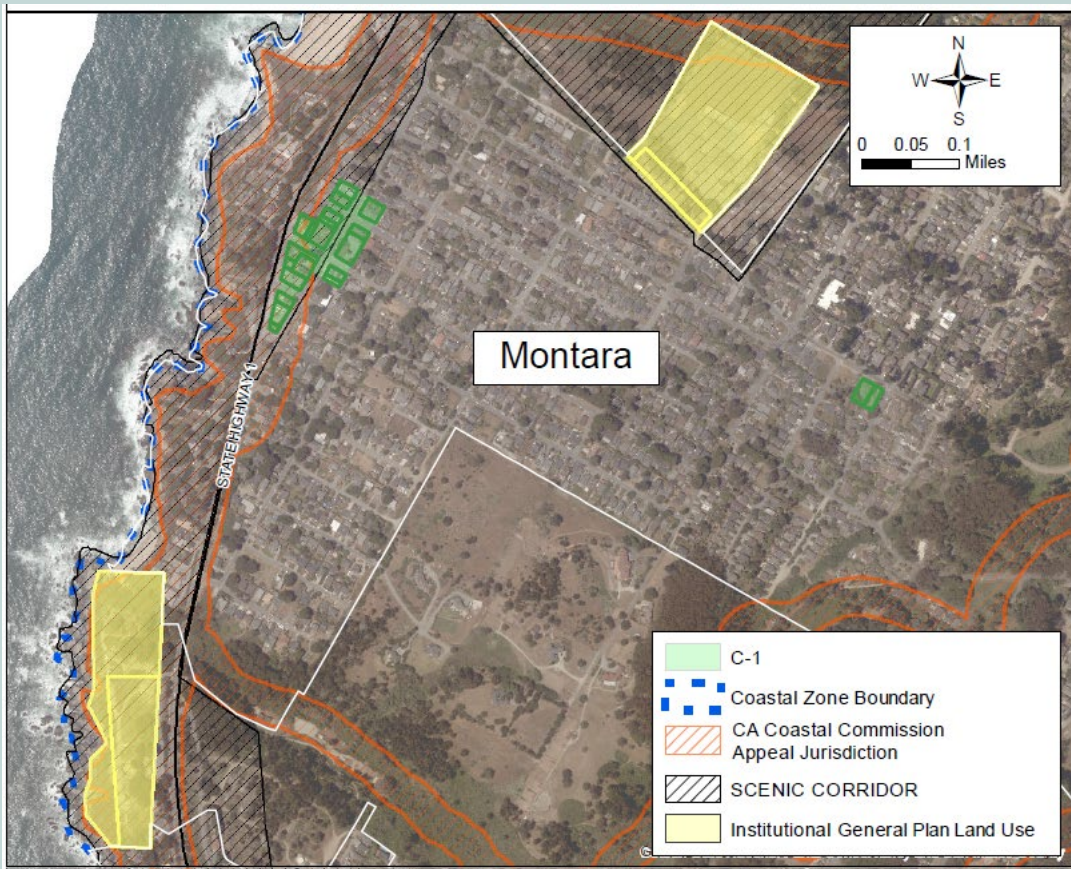 N
W E
S
0 0.05 0.1
Miles
Montara
STATE HIGHWAY 1
C-1
Coastal Zone Boundary
CA Coastal Commission
Appeal Jurisdiction
SCENIC CORRIDOR
Institutional General Plan Land Use